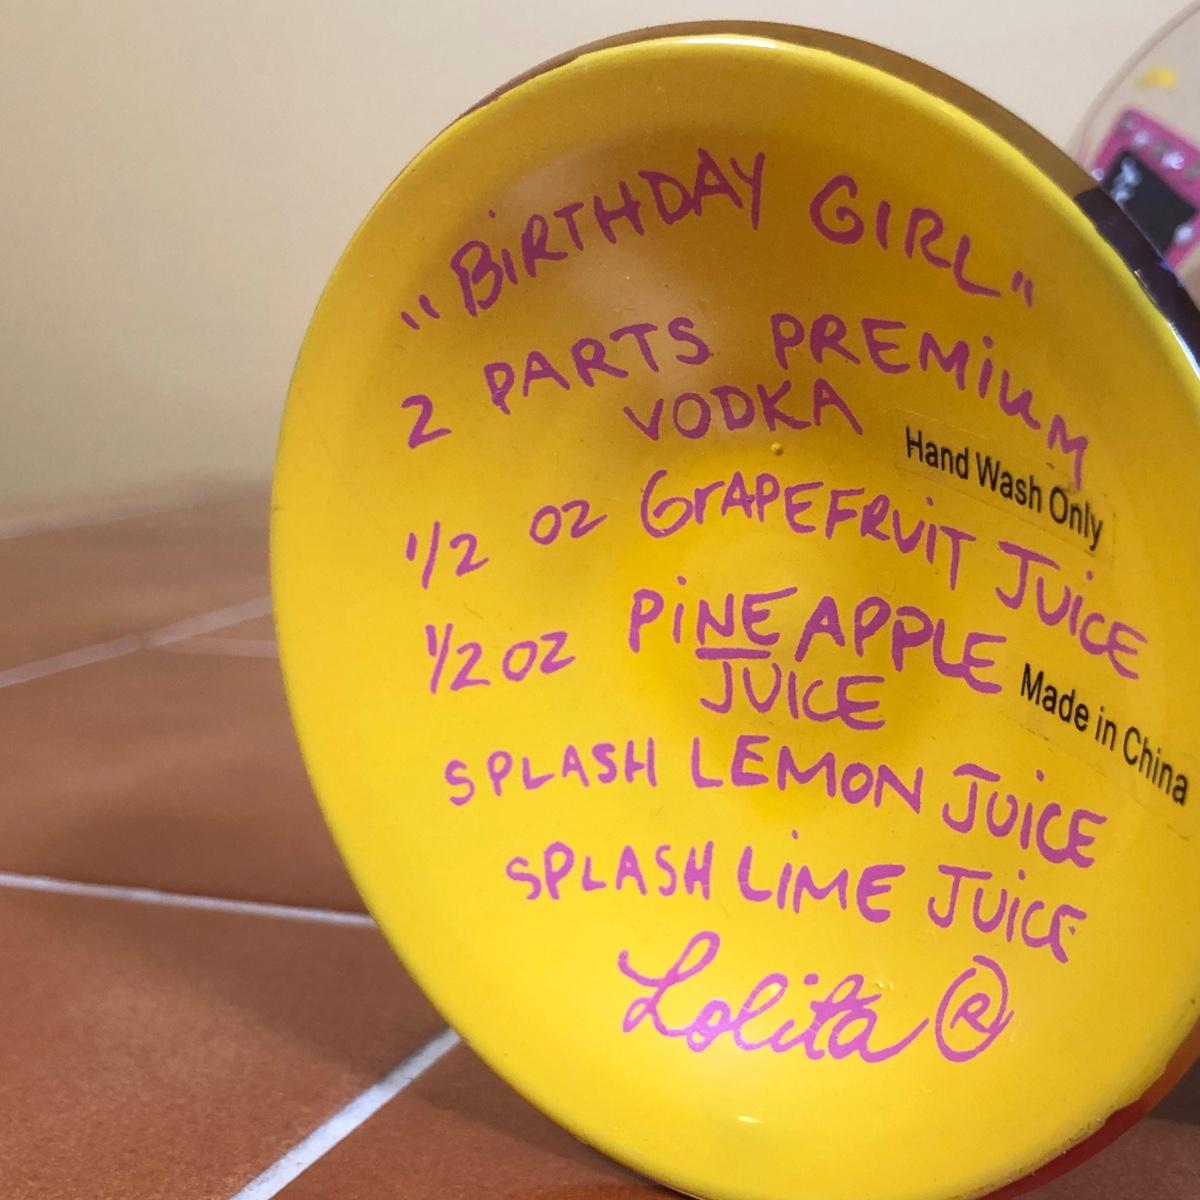 "BiRTHDAY GIRL"
2 PARTS PREMiuM
VODKA
Hand Wash Only
1/2 oz GrAPEFRUiT JuiCE
1/2 oz PiNEAPPLE
JUICE
Made in China
SPLASH LEMON JUICE
SPLASH LiME JuiCE
Lolita ®